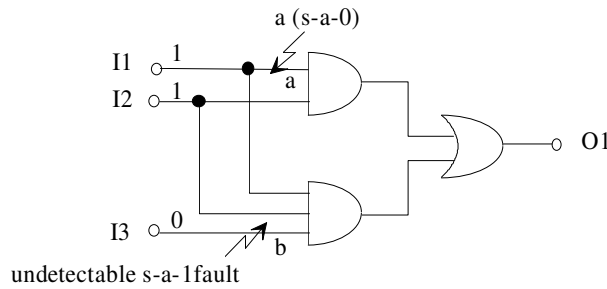 a (s-a-0)
I1 1
a
I2 1
O1
I3 0
b
undetectable s-a-1fault